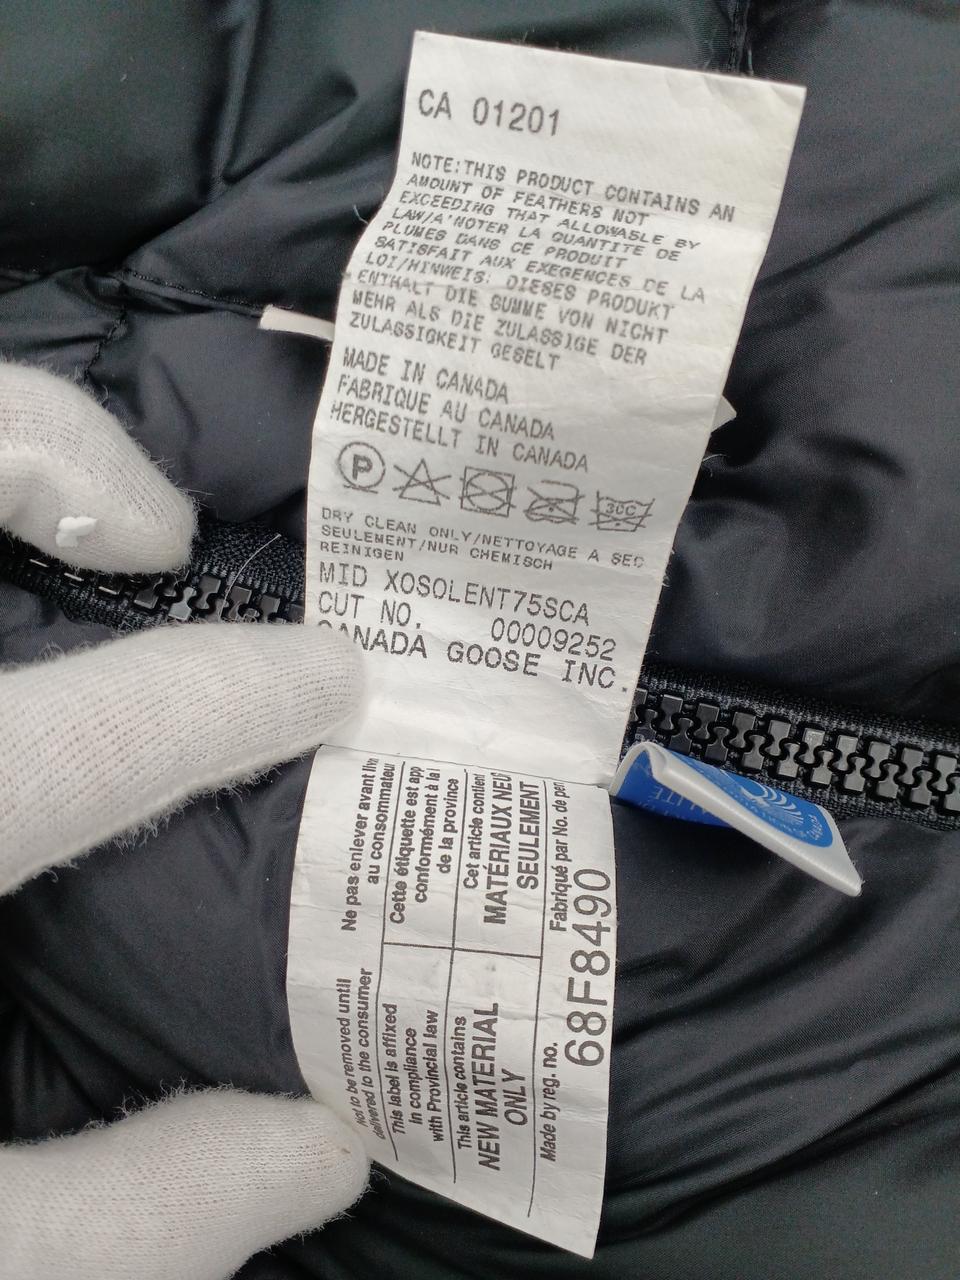 CA 01201
NOTE:THIS PRODUCT CONTAINS AN
AMOUNT OF FEATHERS NOT
EXCEEDING THAT ALLOWABLE BY
LAW/A'NOTER LA QUANTITE DE
PLUMES DANS CE PRODUIT
SATISFAIT AUX EXEGENCES DE LA
LOI/HINWEIS: DIESES PRODUKT
ENTHALT DIE SUMME VON NICHT
MEHR ALS DIE ZULASSIGE DER
ZULASSIGKEIT GESELT
MADE IN CANADA
FABRIQUE AU CANADA
HERGESTELLT IN CANADA
P
30C
DRY CLEAN ONLY/NETTOYAGE A SEC
SEULEMENT/NUR CHEMISCH
REINIGEN
MID XOSOLENT75SCA
CUT NO. 00009252
CANADA GOOSE INC.
Not to be removed until
delivered to the consumer
This label is affixed
in compliance
with Provincial law
This article contains
NEW MATERIAL
ONLY
Made by reg. no.
68F8490
Ne pas enlever avant
au consommateur
Cette étiquette est
conformément à la
de la province
Cet article contient
MATÉRIAUX
SEULEMENT
Fabriqué par No. de